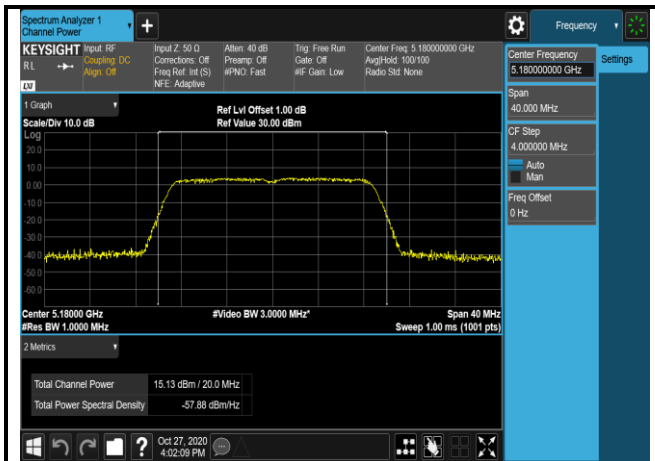 Spectrum Analyzer 1
Channel Power
Frequency
KEYSIGHT
RL
LXI
Input: RF
Coupling: DC
Align: Off
Input Z: 50 Ω
Corrections: Off
Freq Ref: Int (S)
NFE: Adaptive
Atten: 40 dB
Preamp: Off
#PNO: Fast
Trig: Free Run
Gate: Off
#IF Gain: Low
Center Freq: 5.180000000 GHz
Avg|Hold: 100/100
Radio Std: None
Center Frequency
5.180000000 GHz
Settings
Span
40.000 MHz
CF Step
4.000000 MHz
Auto
Man
Freq Offset
0 Hz
1 Graph
Scale/Div 10.0 dB
Ref Lvl Offset 1.00 dB
Ref Value 30.00 dBm
Log
20.0
10.0
0.00
-10.0
-20.0
-30.0
-40.0
-50.0
-60.0
Center 5.18000 GHz
#Video BW 3.0000 MHz*
Span 40 MHz
#Res BW 1.0000 MHz
Sweep 1.00 ms (1001 pts)
2 Metrics
Total Channel Power 15.13 dBm / 20.0 MHz
Total Power Spectral Density -57.88 dBm/Hz
?
Oct 27, 2020
4:02:09 PM